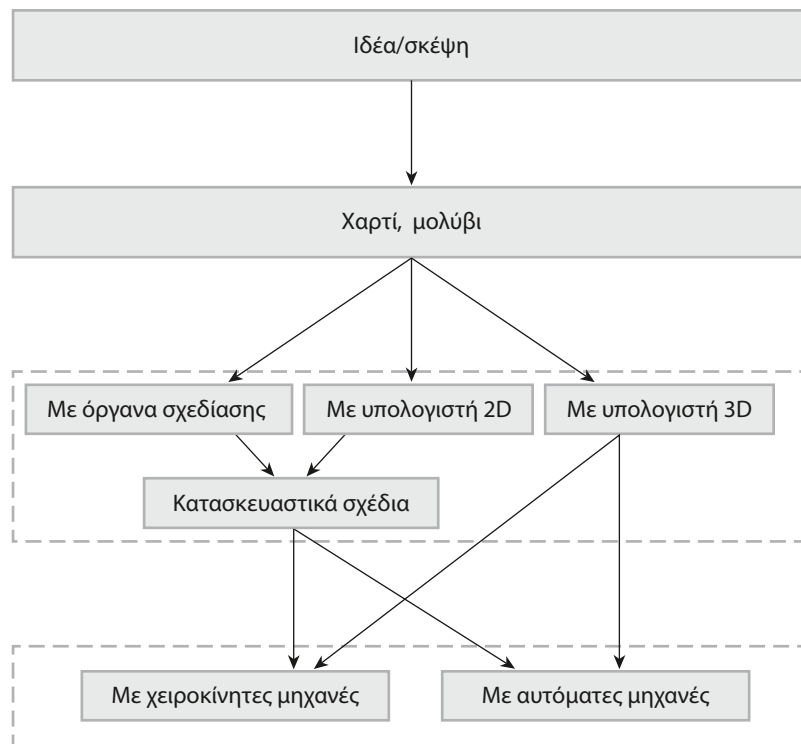 Ιδέα/σκέψη
Χαρτί, μολύβι
Με όργανα σχεδίασης
Με υπολογιστή 2D
Με υπολογιστή 3D
Κατασκευαστικά σχέδια
Με χειροκίνητες μηχανές
Με αυτόματες μηχανές